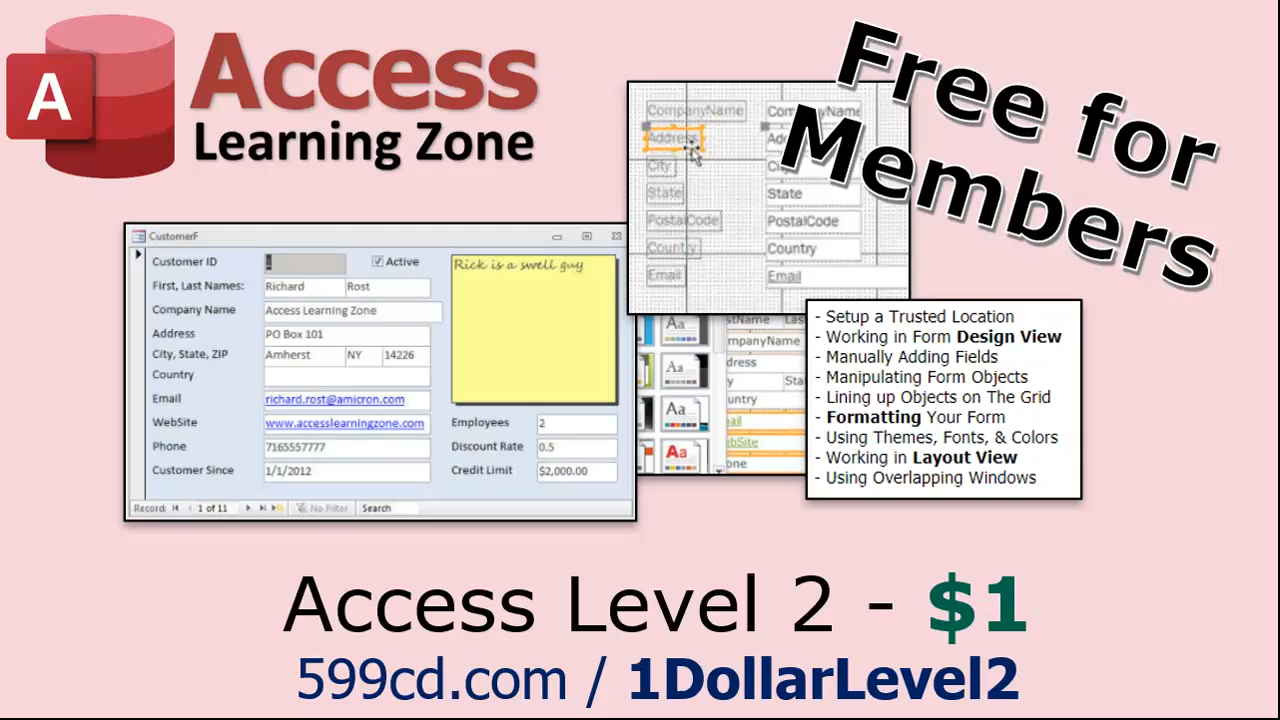 A
Access
Learning Zone
Free for
Members
CompanyName CompanyName
Address
City
State State
PostalCode PostalCode
Country Country
Email Email
CustomerF
Customer ID Active
First, Last Names: Richard Rost
Company Name Access Learning Zone
Address PO Box 101
City, State, ZIP Amherst NY 14226
Country
Email richard.rost@amicron.com
WebSite www.accesslearningzone.com
Phone 7165557777
Customer Since 1/1/2012
Rick is a swell guy
Employees 2
Discount Rate 0.5
Credit Limit $2,000.00
Record: 1 of 11 No Filter Search
Aa
Aa
Aa
Aa
- Setup a Trusted Location
- Working in Form Design View
- Manually Adding Fields
- Manipulating Form Objects
- Lining up Objects on The Grid
- Formatting Your Form
- Using Themes, Fonts, & Colors
- Working in Layout View
- Using Overlapping Windows
Access Level 2 - $1
599cd.com / 1DollarLevel2